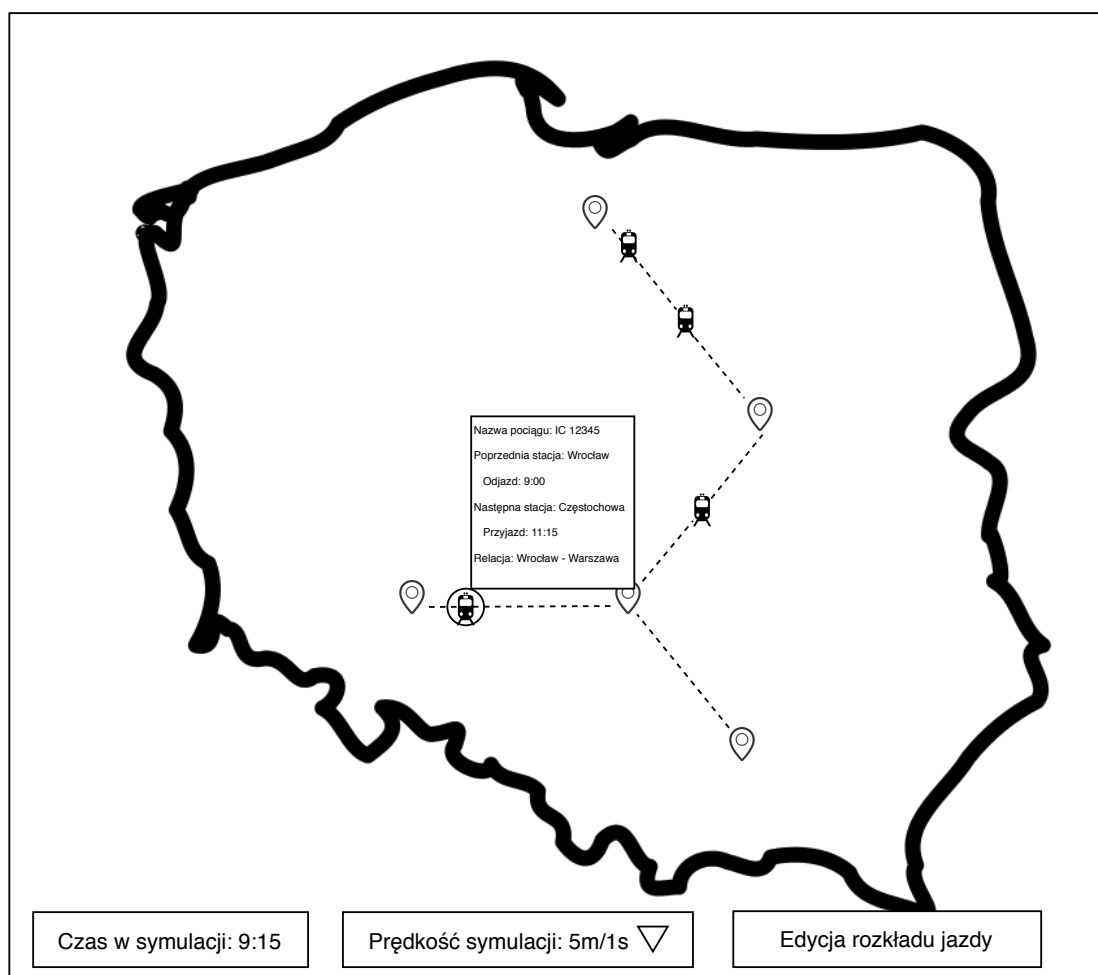 Nazwa pociągu: IC 12345
Poprzednia stacja: Wrocław
Odjazd: 9:00
Następna stacja: Częstochowa
Przyjazd: 11:15
Relacja: Wrocław - Warszawa
Czas w symulacji: 9:15
Prędkość symulacji: 5m/1s
Edycja rozkładu jazdy